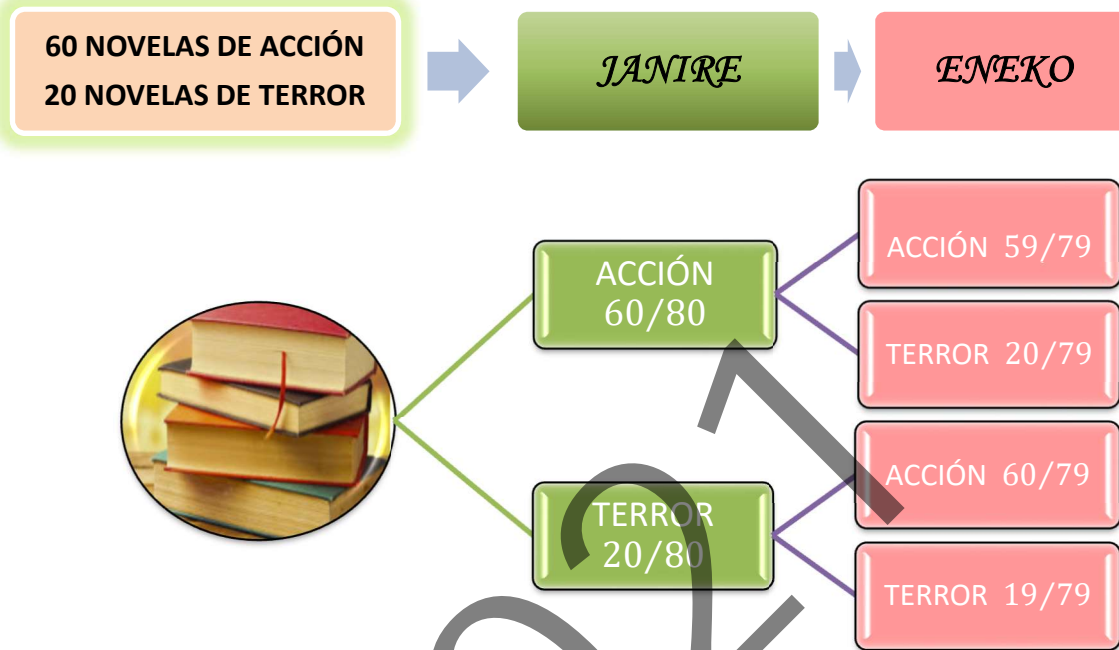 60 NOVELAS DE ACCIÓN
20 NOVELAS DE TERROR
JANIRE
ENEKO
ACCIÓN
60/80
TERROR
20/80
ACCIÓN 59/79
TERROR 20/79
ACCIÓN 60/79
TERROR 19/79